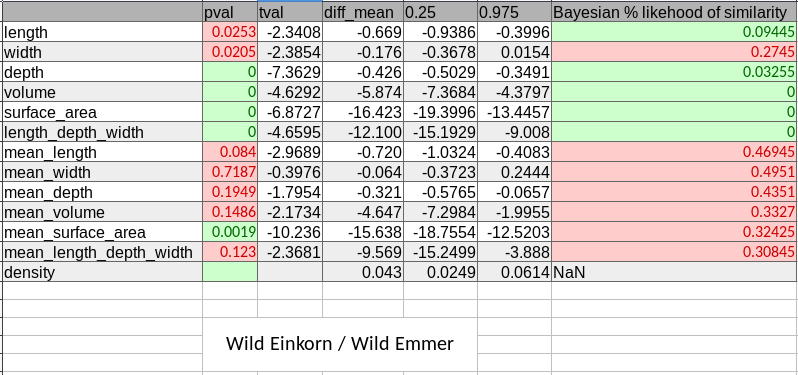 pval tval diff_mean 0.25 0.975 Bayesian % likehood of similarity
length 0.0253 -2.3408 -0.669 -0.9386 -0.3996 0.09445
width 0.0205 -2.3854 -0.176 -0.3678 0.0154 0.2745
depth 0 -7.3629 -0.426 -0.5029 -0.3491 0.03255
volume 0 -4.6292 -5.874 -7.3684 -4.3797 0
surface_area 0 -6.8727 -16.423 -19.3996 -13.4457 0
length_depth_width 0 -4.6595 -12.100 -15.1929 -9.008 0
mean_length 0.084 -2.9689 -0.720 -1.0324 -0.4083 0.46945
mean_width 0.7187 -0.3976 -0.064 -0.3723 0.2444 0.4951
mean_depth 0.1949 -1.7954 -0.321 -0.5765 -0.0657 0.4351
mean_volume 0.1486 -2.1734 -4.647 -7.2984 -1.9955 0.3327
mean_surface_area 0.0019 -10.236 -15.638 -18.7554 -12.5203 0.32425
mean_length_depth_width 0.123 -2.3681 -9.569 -15.2499 -3.888 0.30845
density 0.043 0.0249 0.0614 NaN
Wild Einkorn / Wild Emmer